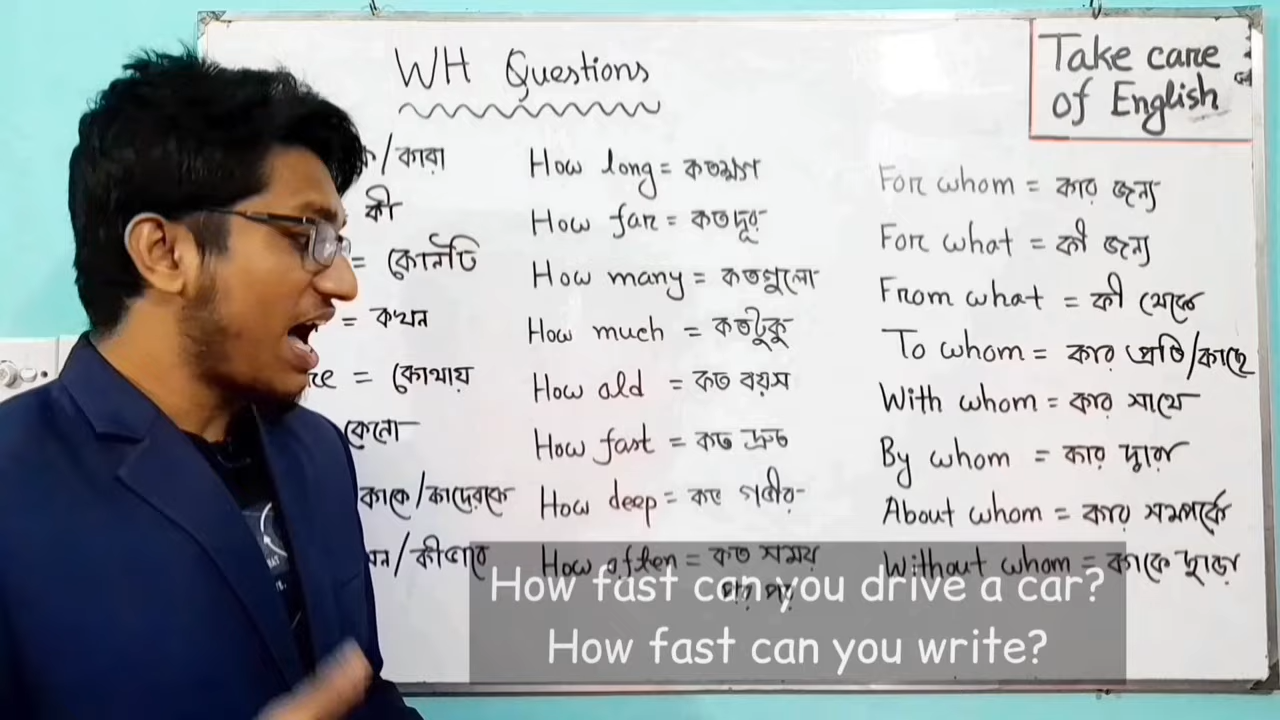 WH Questions
Take care
of English
ক/কারা
কী
= কোনটি
= কখন
re = কোথায়
কেনো
কাকে/কাদেরকে
মন/কীভাবে
How long = কতক্ষণ
How far = কতদূর
How many = কতগুলো
How much = কতটুকু
How old = কত বয়স
How fast = কত দ্রুত
How deep = কত গভীর
How often = কত সময়
পর পর
For whom = কার জন্য
For what = কী জন্য
From what = কী থেকে
To whom = কার প্রতি/কাছে
With whom = কার সাথে
By whom = কার দ্বারা
About whom = কার সম্পর্কে
Without whom = কাকে ছাড়া
How fast can you drive a car?
How fast can you write?